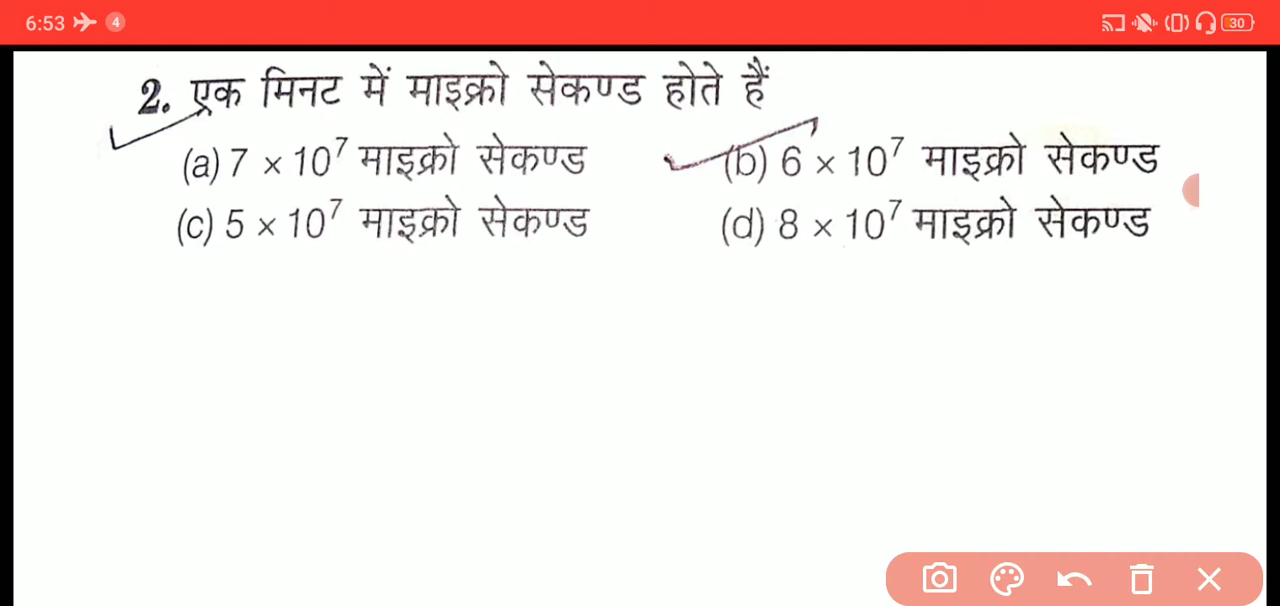 6:53 4 30
2. एक मिनट में माइक्रो सेकण्ड होते हैं
(a) 7 × 10⁷ माइक्रो सेकण्ड (b) 6 × 10⁷ माइक्रो सेकण्ड
(c) 5 × 10⁷ माइक्रो सेकण्ड (d) 8 × 10⁷ माइक्रो सेकण्ड